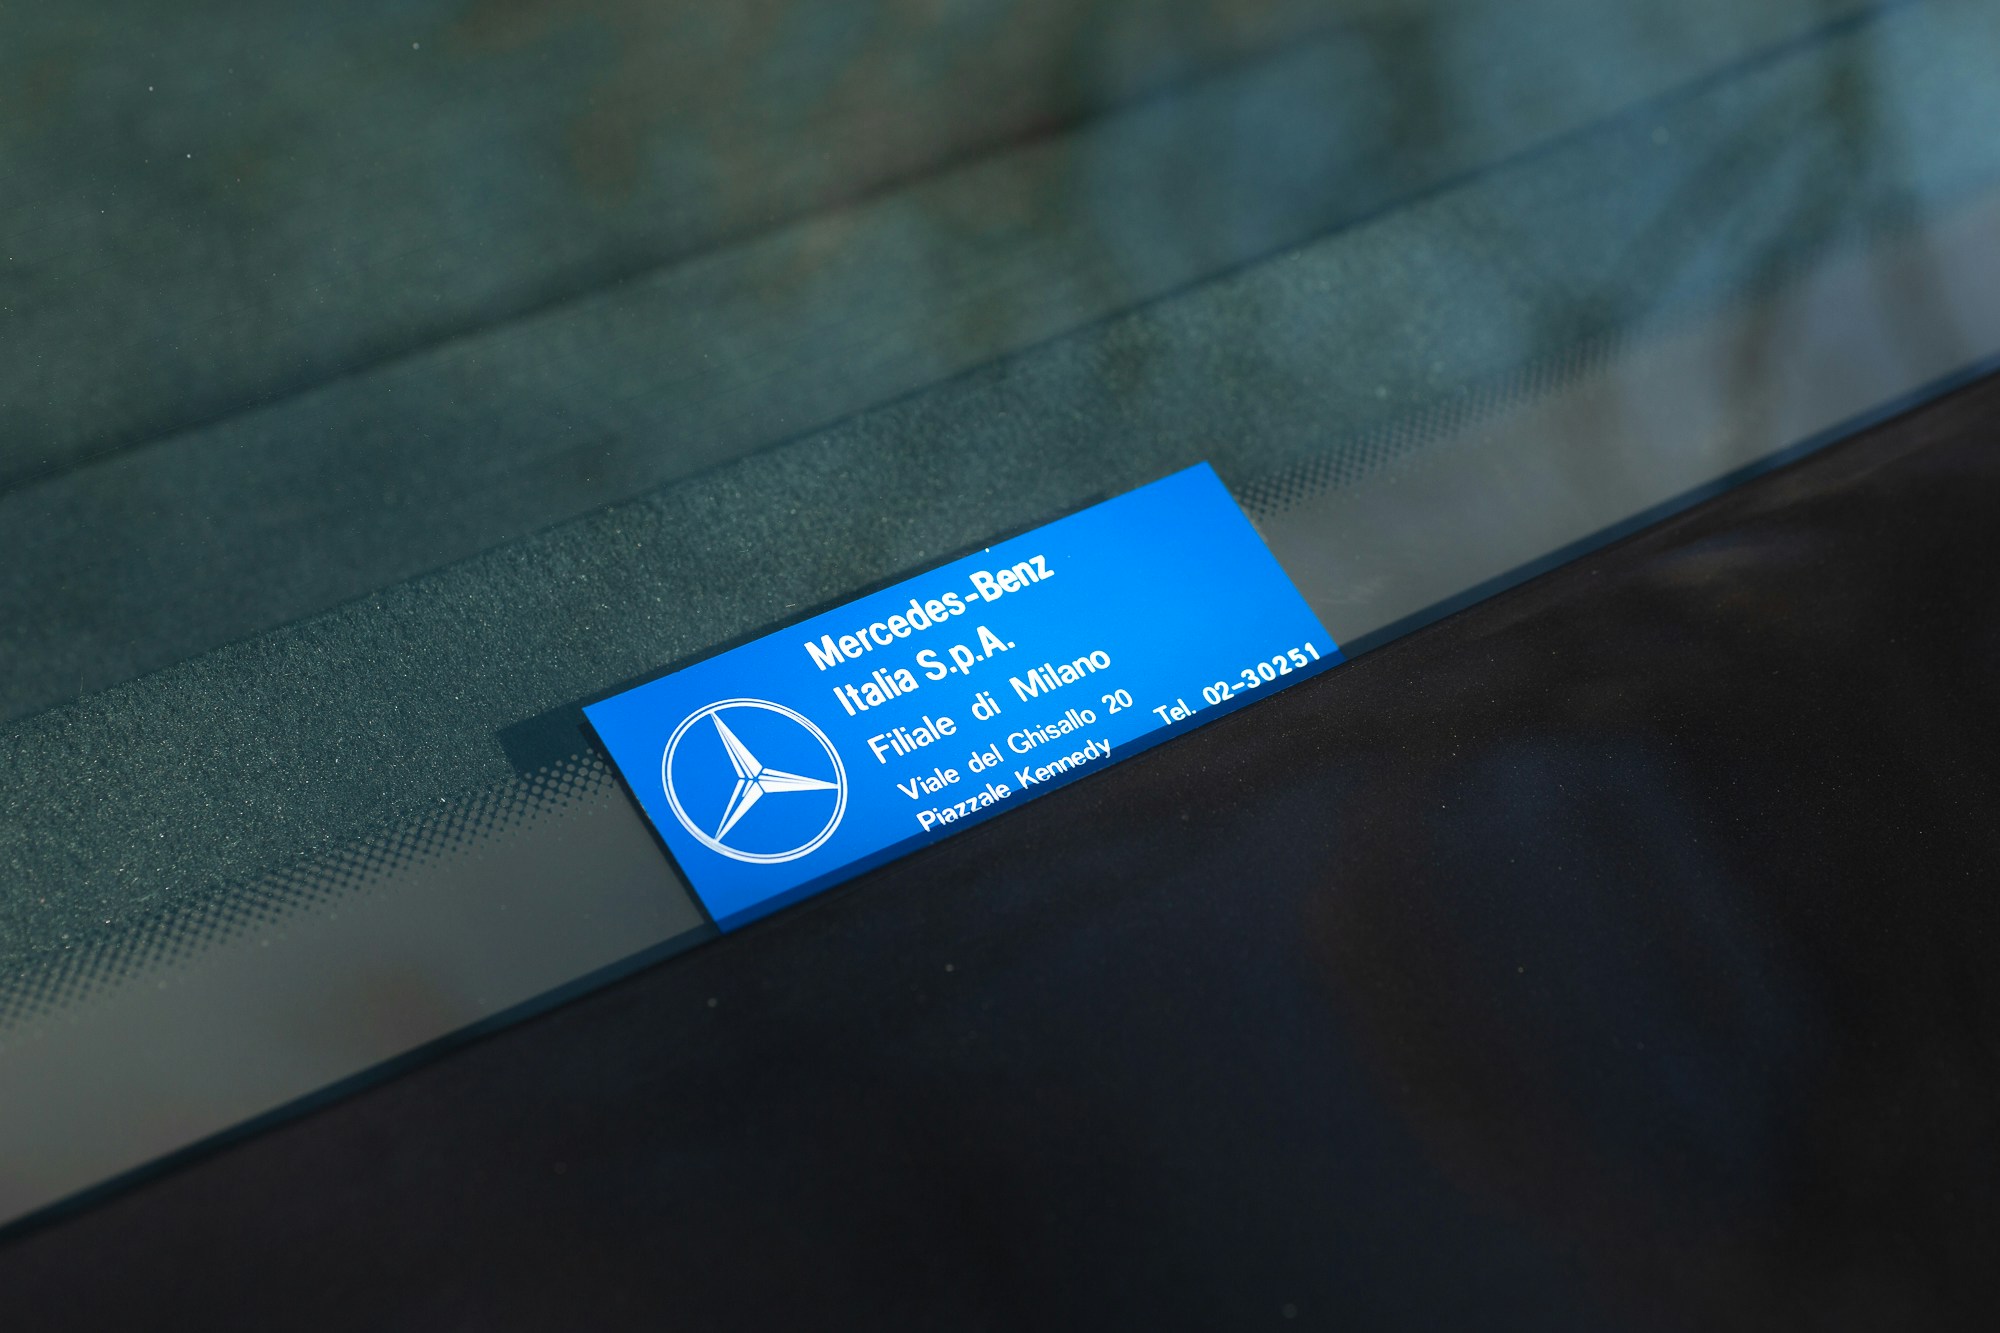 Mercedes-Benz
Italia S.p.A.
Filiale di Milano
Viale del Ghisallo 20
Piazzale Kennedy Tel. 02-30251